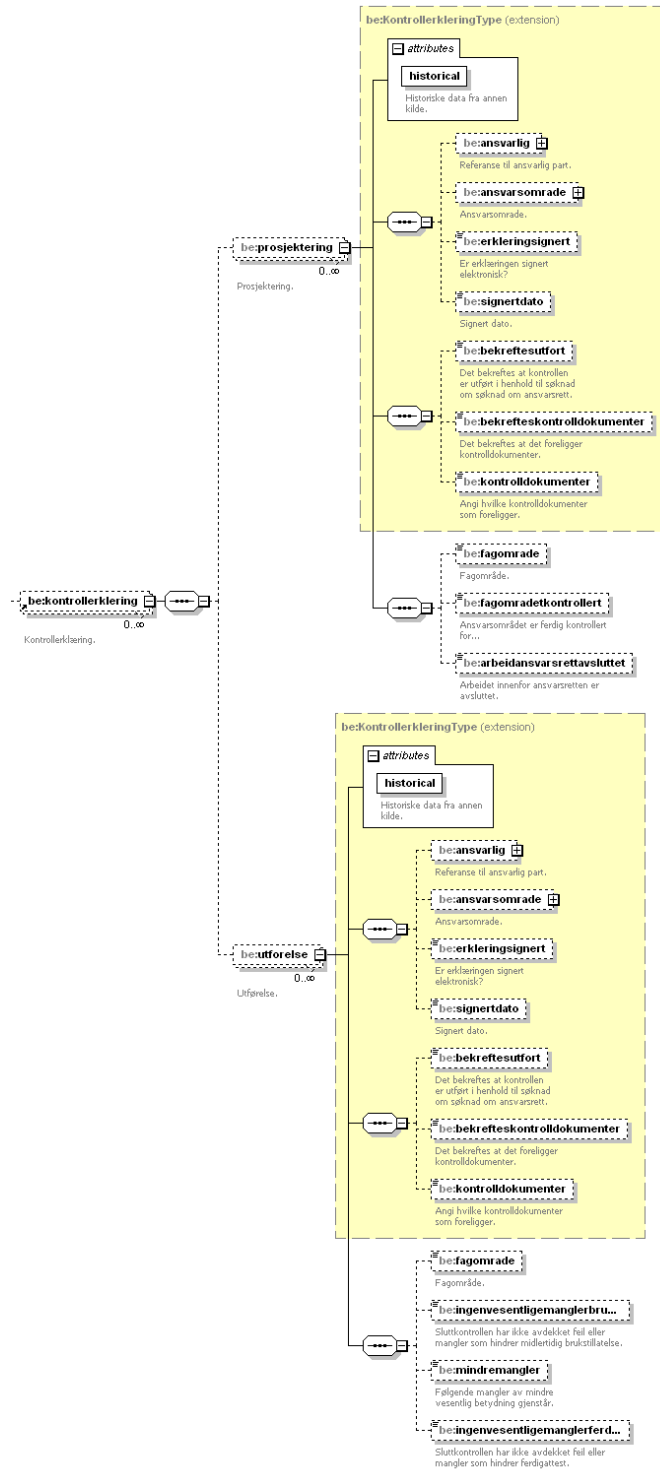 be:KontrollerkleringType (extension)
attributes
historical
Historiske data fra annen
kilde.
be:ansvarlig
Referanse til ansvarlig part.
be:ansvarsomrade
Ansvarsomrade.
be:erkleringsignert
Er erklæringen signert
elektronisk?
be:signertdato
Signert dato.
be:prosjektering
0..∞
Prosjektering.
be:bekreftesutfort
Det bekreftes at kontrollen
er utført i henhold til søknad
om søknad om ansvarsrett.
be:bekrefteskontrolldokumenter
Det bekreftes at det foreligger
kontrolldokumenter.
be:kontrolldokumenter
Angi hvilke kontrolldokumenter
som foreligger.
be:fagomrade
Fagområde.
be:fagomradetkontrollert
Ansvarsområdet er ferdig kontrollert
for...
be:arbeidansvarsrettavsluttet
Arbeidet innenfor ansvarsretten er
avsluttet.
be:kontrollerklering
0..∞
Kontrollerklæring.
be:KontrollerkleringType (extension)
attributes
historical
Historiske data fra annen
kilde.
be:ansvarlig
Referanse til ansvarlig part.
be:ansvarsomrade
Ansvarsomrade.
be:erkleringsignert
Er erklæringen signert
elektronisk?
be:signertdato
Signert dato.
be:utforelse
0..∞
Utførelse.
be:bekreftesutfort
Det bekreftes at kontrollen
er utført i henhold til søknad
om søknad om ansvarsrett.
be:bekrefteskontrolldokumenter
Det bekreftes at det foreligger
kontrolldokumenter.
be:kontrolldokumenter
Angi hvilke kontrolldokumenter
som foreligger.
be:fagomrade
Fagområde.
be:ingenvesentligemanglerbru...
Sluttkontrollen har ikke avdekket feil eller
mangler som hindrer midlertidig brukstillatelse.
be:mindremangler
Følgende mangler av mindre
vesentlig betydning gjenstår.
be:ingenvesentligemanglerferd...
Sluttkontrollen har ikke avdekket feil eller
mangler som hindrer ferdigattest.